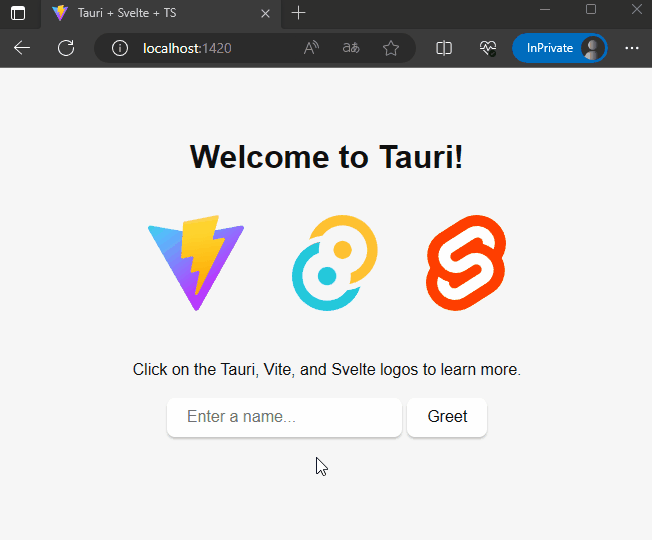 Tauri + Svelte + TS
localhost:1420
InPrivate
Welcome to Tauri!
Click on the Tauri, Vite, and Svelte logos to learn more.
Enter a name...
Greet